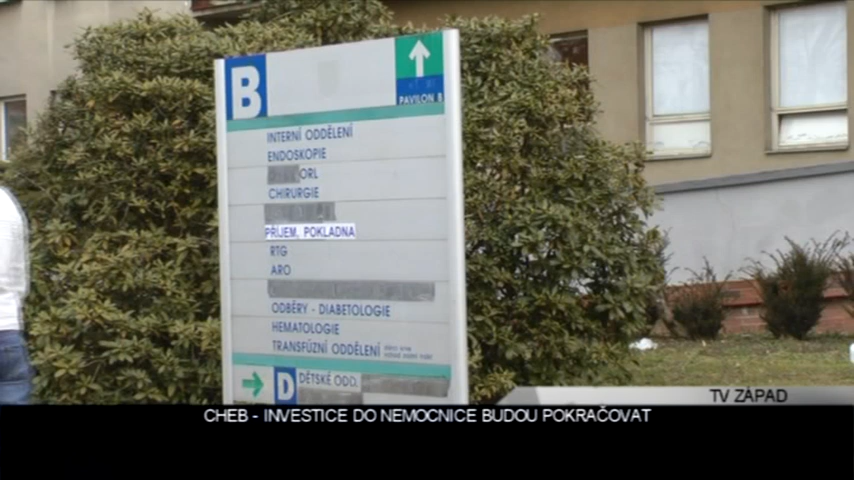 B
PAVILON B
INTERNÍ ODDĚLENÍ
ENDOSKOPIE
ORL
CHIRURGIE
PŘÍJEM, POKLADNA
RTG
ARO
ODBĚRY - DIABETOLOGIE
HEMATOLOGIE
TRANSFÚZNÍ ODDĚLENÍ
D DĚTSKÉ ODD.
TV ZÁPAD
CHEB - INVESTICE DO NEMOCNICE BUDOU POKRAČOVAT